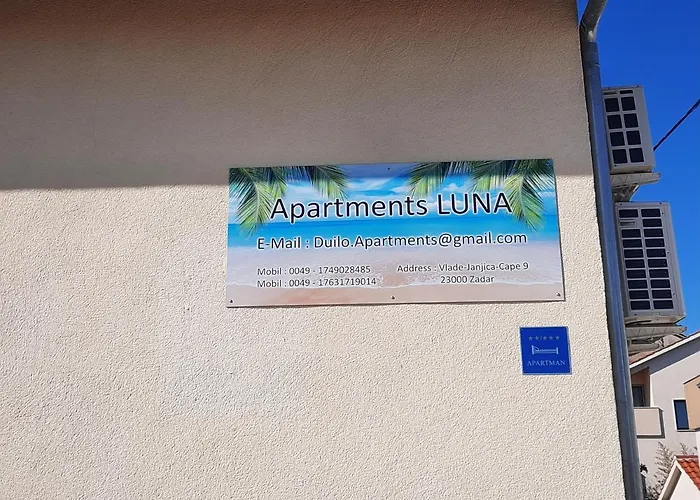 Apartments LUNA
E-Mail : Duilo.Apartments@gmail.com
Mobil : 0049 - 1749028485
Mobil : 0049 - 17631719014
Address : Vlade-Janjica-Cape 9
23000 Zadar
APARTMAN